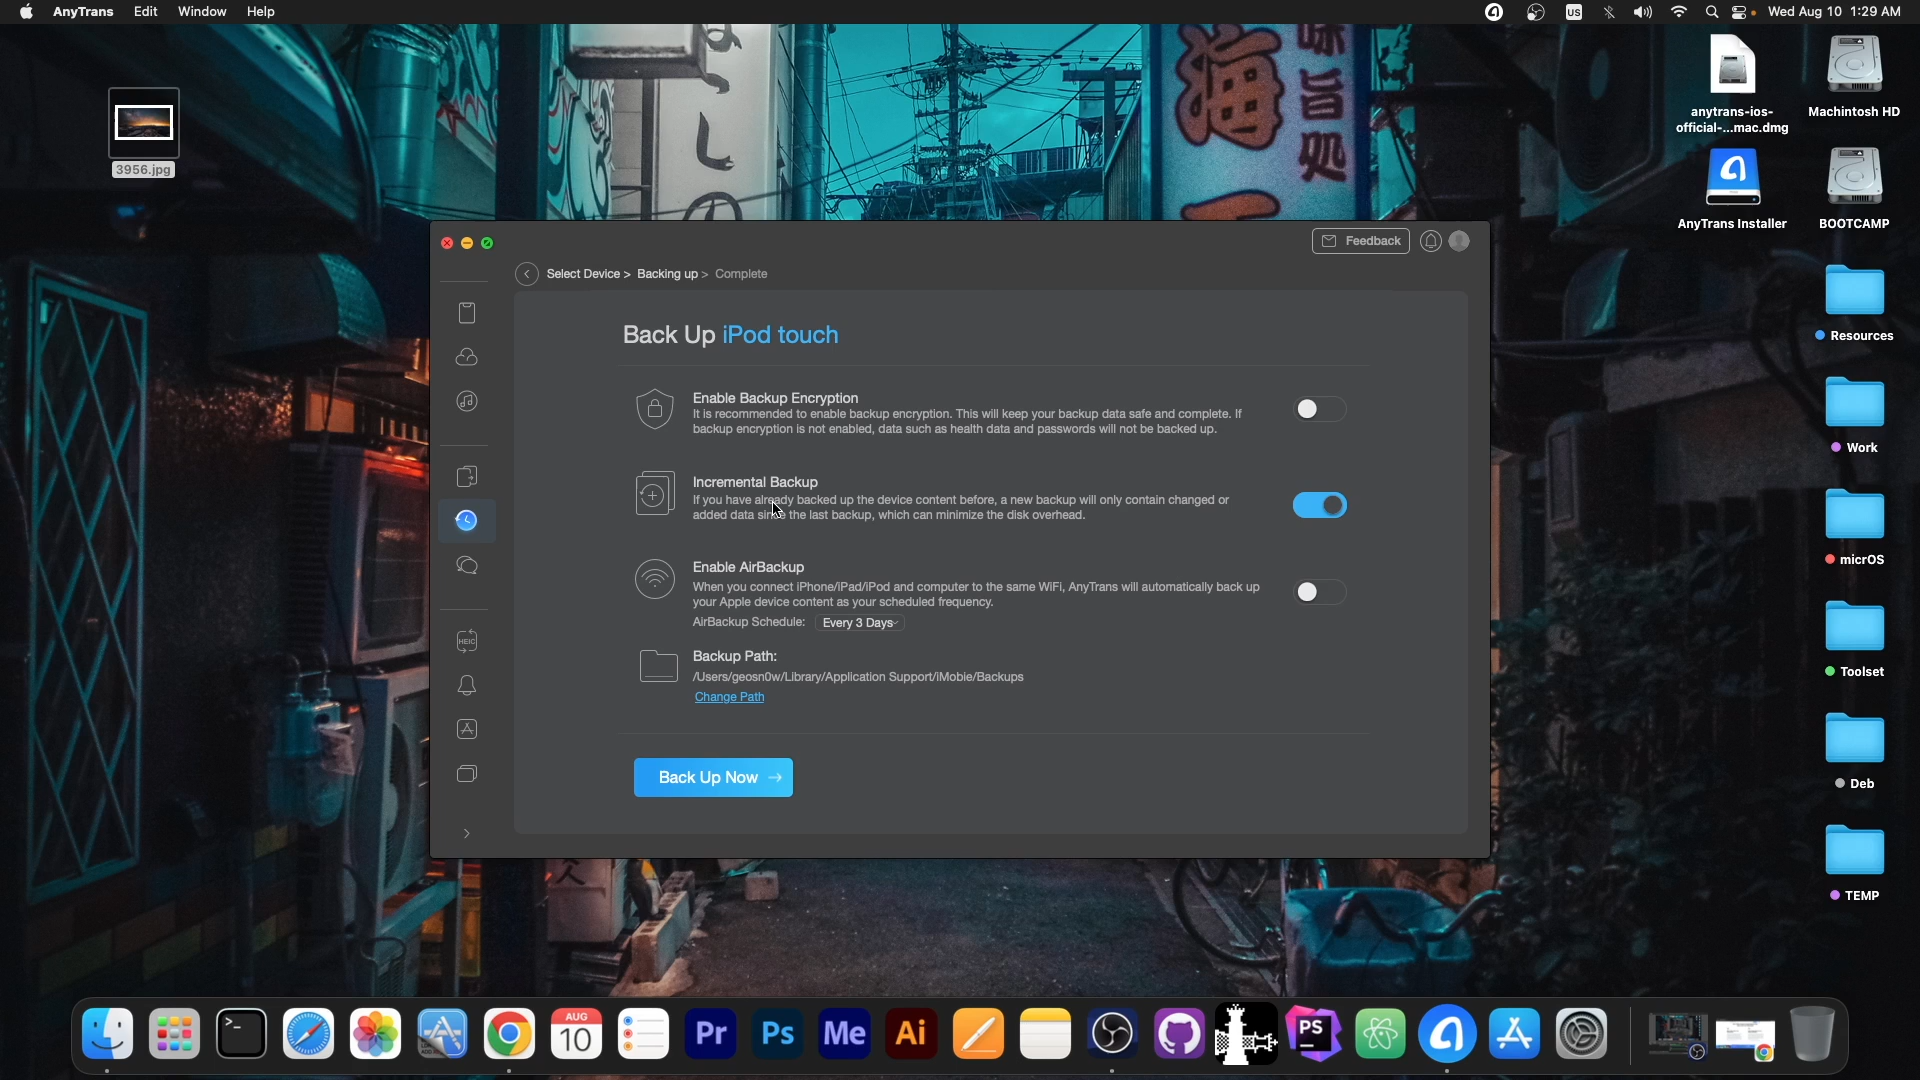 AnyTrans Edit Window Help
US
Wed Aug 10 1:29 AM
3956.jpg
anytrans-ios-
official-...mac.dmg
Machintosh HD
AnyTrans Installer
BOOTCAMP
Resources
Work
micrOS
Toolset
Deb
TEMP
味
海
旨
処
し
の
Feedback
Select Device > Backing up > Complete
Back Up iPod touch
Enable Backup Encryption
It is recommended to enable backup encryption. This will keep your backup data safe and complete. If
backup encryption is not enabled, data such as health data and passwords will not be backed up.
Incremental Backup
If you have already backed up the device content before, a new backup will only contain changed or
added data since the last backup, which can minimize the disk overhead.
Enable AirBackup
When you connect iPhone/iPad/iPod and computer to the same WiFi, AnyTrans will automatically back up
your Apple device content as your scheduled frequency.
AirBackup Schedule: Every 3 Days
Backup Path:
/Users/geosn0w/Library/Application Support/iMobie/Backups
Change Path
Back Up Now →
HEIC
AUG
10
Pr
Ps
Me
Ai
PS